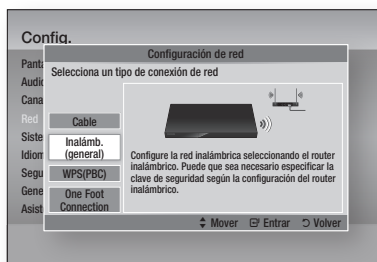 Config.
Configuración de red
Selecciona un tipo de conexión de red
Red
Cable
Inalámb.
(general)
WPS(PBC)
One Foot
Connection
Configure la red inalámbrica seleccionando el router
inalámbrico. Puede que sea necesario especificar la
clave de seguridad según la configuración del router
inalámbrico.
Mover Entrar Volver